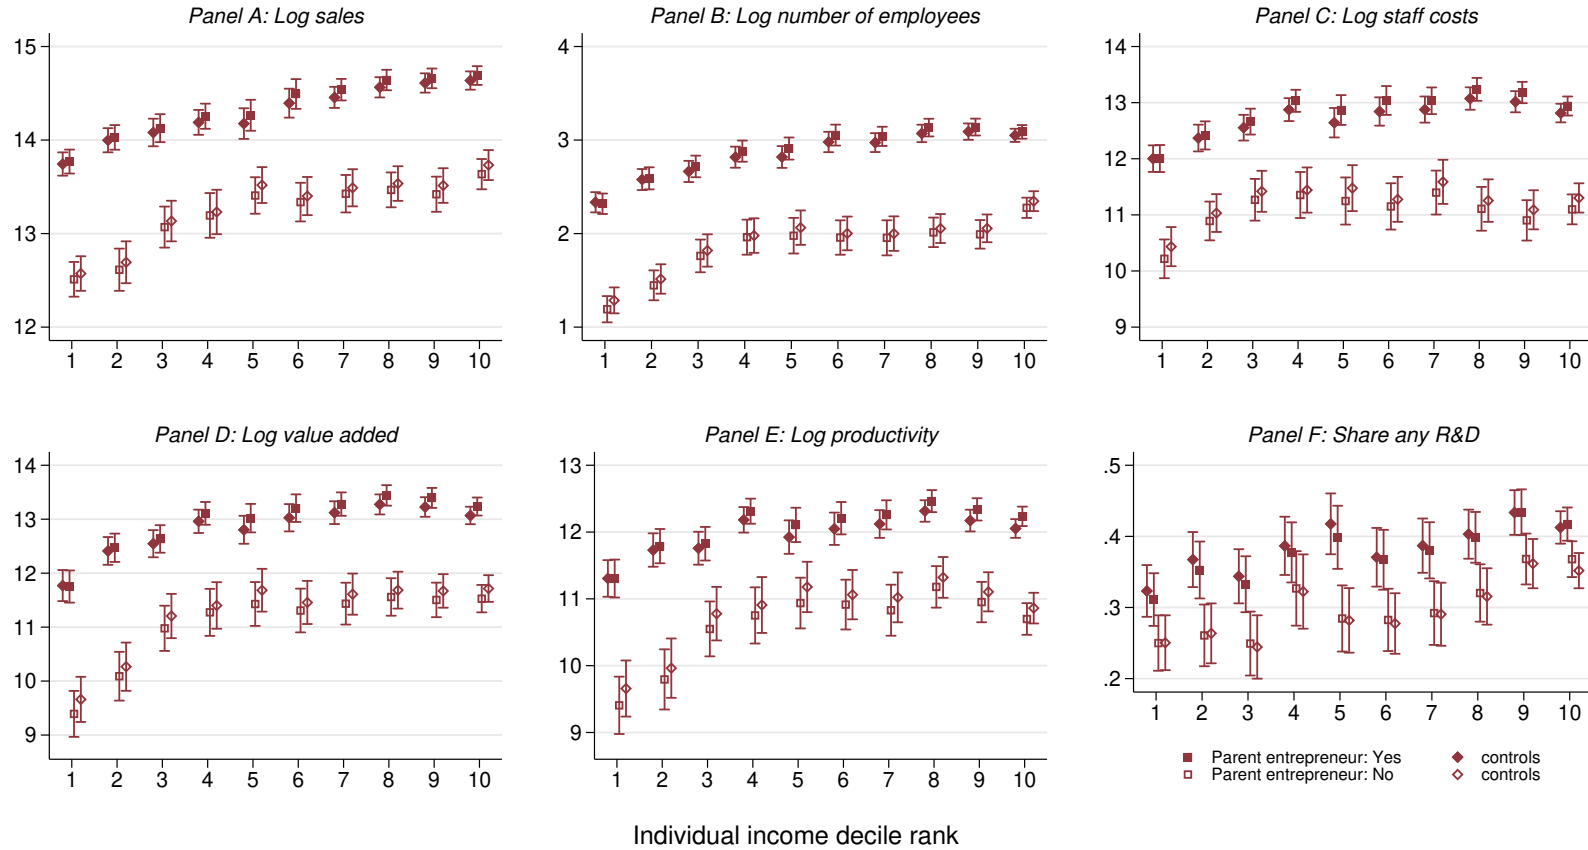 Panel A: Log sales
15
14
13
12
1 2 3 4 5 6 7 8 9 10
Panel B: Log number of employees
4
3
2
1
1 2 3 4 5 6 7 8 9 10
Panel C: Log staff costs
14
13
12
11
10
9
1 2 3 4 5 6 7 8 9 10
Panel D: Log value added
14
13
12
11
10
9
1 2 3 4 5 6 7 8 9 10
Panel E: Log productivity
13
12
11
10
9
1 2 3 4 5 6 7 8 9 10
Panel F: Share any R&D
.5
.4
.3
.2
1 2 3 4 5 6 7 8 9 10
Parent entrepreneur: Yes controls
Parent entrepreneur: No controls
Individual income decile rank